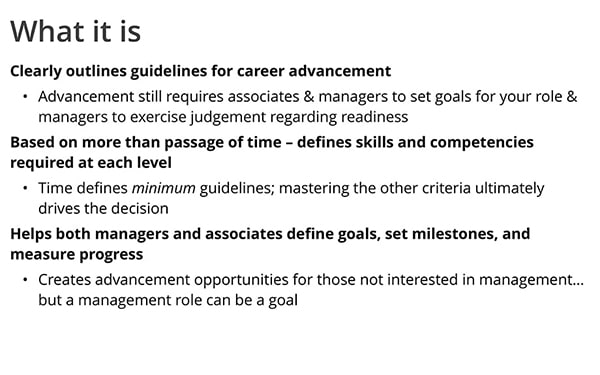 What it is
Clearly outlines guidelines for career advancement
• Advancement still requires associates & managers to set goals for your role &
managers to exercise judgement regarding readiness
Based on more than passage of time – defines skills and competencies
required at each level
• Time defines minimum guidelines; mastering the other criteria ultimately
drives the decision
Helps both managers and associates define goals, set milestones, and
measure progress
• Creates advancement opportunities for those not interested in management…
but a management role can be a goal